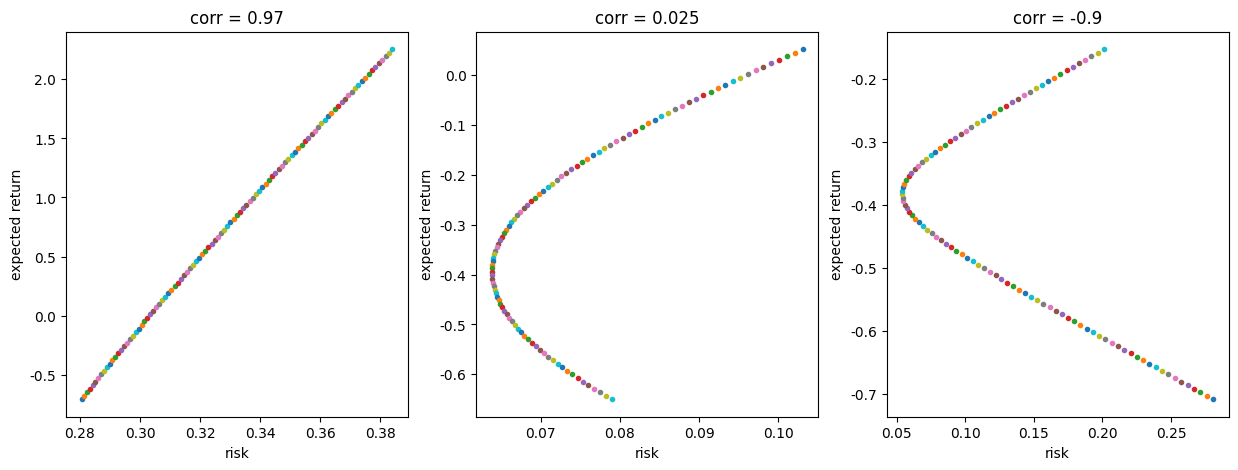 corr = 0.97
expected return
2.0
1.5
1.0
0.5
0.0
-0.5
0.28 0.30 0.32 0.34 0.36 0.38
risk
corr = 0.025
expected return
0.0
-0.1
-0.2
-0.3
-0.4
-0.5
-0.6
0.07 0.08 0.09 0.10
risk
corr = -0.9
expected return
-0.2
-0.3
-0.4
-0.5
-0.6
-0.7
0.05 0.10 0.15 0.20 0.25
risk